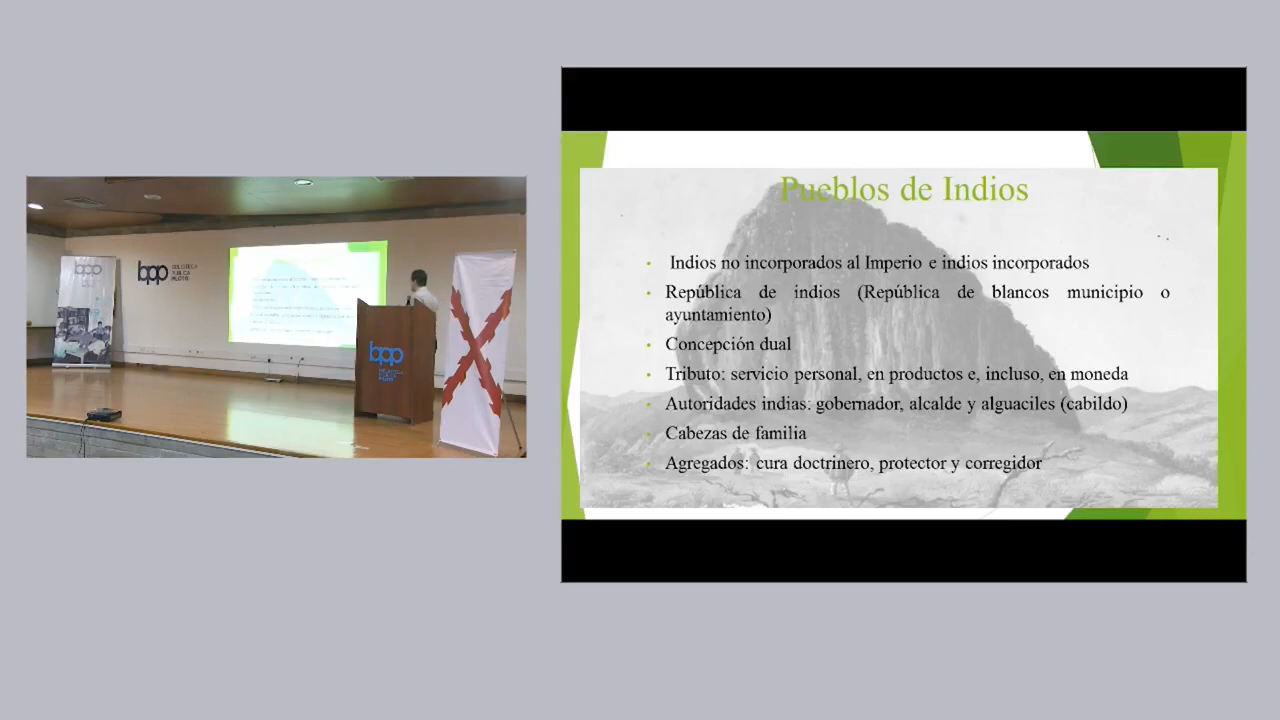 bpp
bpp
BIBLIOTECA
PÚBLICA
PILOTO
bpp
Pueblos de Indios
Indios no incorporados al Imperio e indios incorporados
República de indios (República de blancos municipio o
ayuntamiento)
Concepción dual
Tributo: servicio personal, en productos e, incluso, en moneda
Autoridades indias: gobernador, alcalde y alguaciles (cabildo)
Cabezas de familia
Agregados: cura doctrinero, protector y corregidor